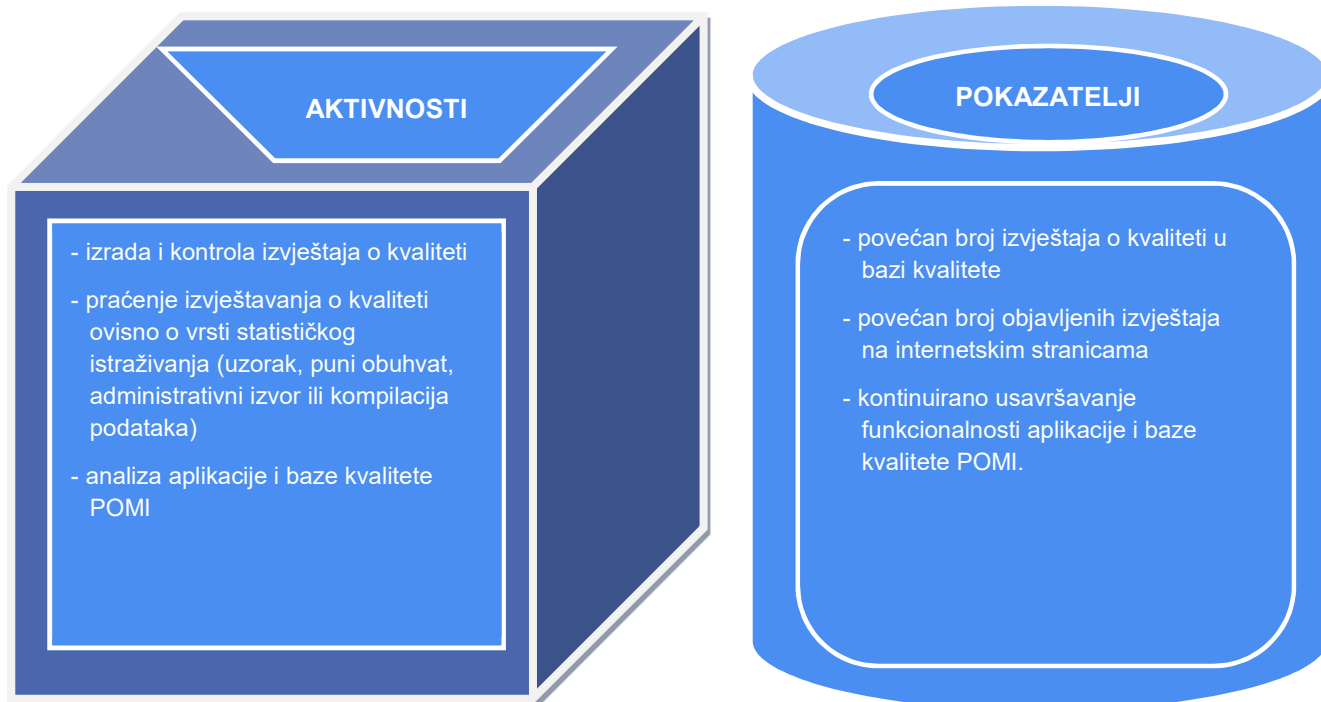 AKTIVNOSTI
- izrada i kontrola izvještaja o kvaliteti
- praćenje izvještavanja o kvaliteti
ovisno o vrsti statističkog
istraživanja (uzorak, puni obuhvat,
administrativni izvor ili kompilacija
podataka)
- analiza aplikacije i baze kvalitete
POMI
POKAZATELJI
- povećan broj izvještaja o kvaliteti u
bazi kvalitete
- povećan broj objavljenih izvještaja
na internetskim stranicama
- kontinuirano usavršavanje
funkcionalnosti aplikacije i baze
kvalitete POMI.